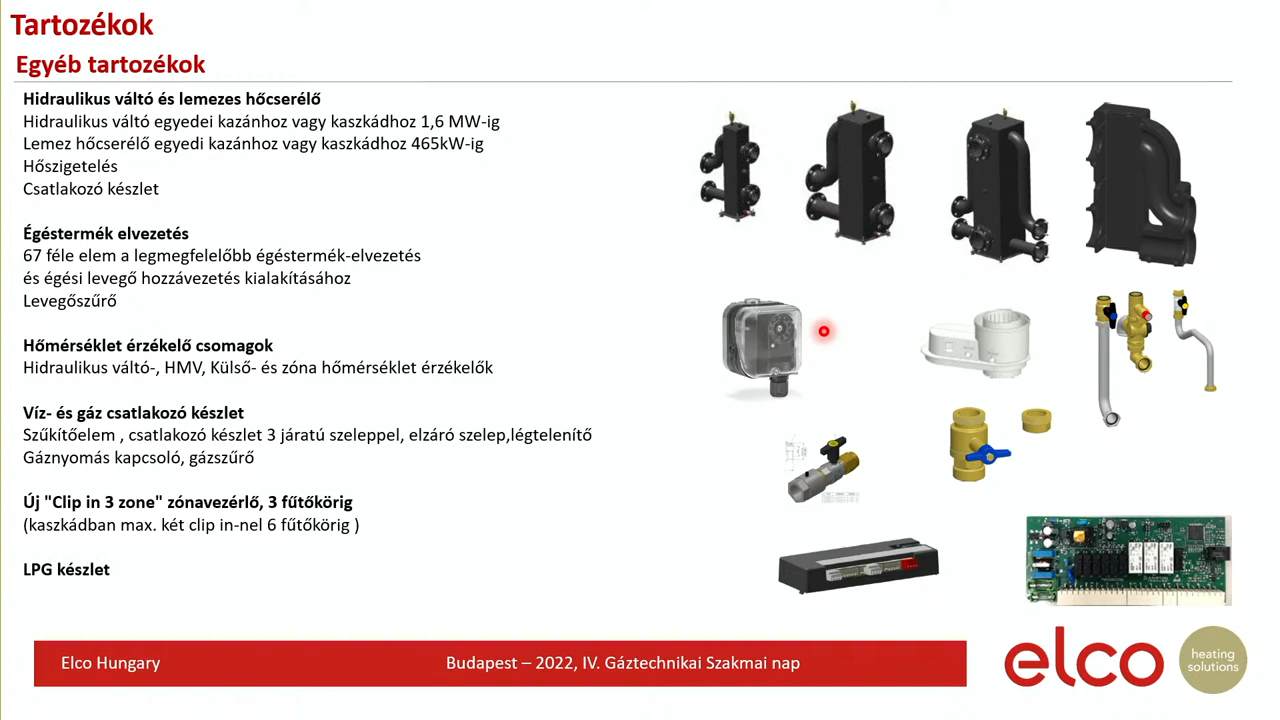 Tartozékok
Egyéb tartozékok
Hidraulikus váltó és lemezes hőcserélő
Hidraulikus váltó egyedei kazánhoz vagy kaszkádhoz 1,6 MW-ig
Lemez hőcserélő egyedi kazánhoz vagy kaszkádhoz 465kW-ig
Hőszigetelés
Csatlakozó készlet
Égéstermék elvezetés
67 féle elem a legmegfelelőbb égéstermék-elvezetés
és égési levegő hozzávezetés kialakításához
Levegőszűrő
Hőmérséklet érzékelő csomagok
Hidraulikus váltó-, HMV, Külső- és zóna hőmérséklet érzékelők
Víz- és gáz csatlakozó készlet
Szűkítőelem , csatlakozó készlet 3 járatú szeleppel, elzáró szelep,légtelenítő
Gáznyomás kapcsoló, gázszűrő
Új "Clip in 3 zone" zónavezérlő, 3 fűtőkörig
(kaszkádban max. két clip in-nel 6 fűtőkörig )
LPG készlet
Elco Hungary
Budapest – 2022, IV. Gáztechnikai Szakmai nap
elco
heating
solutions